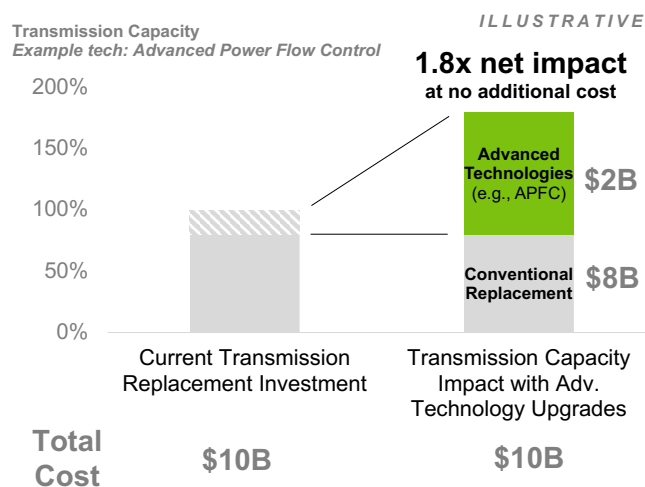 ILLUSTRATIVE
Transmission Capacity
Example tech: Advanced Power Flow Control
1.8x net impact
at no additional cost
200%
150%
100%
50%
0%
Advanced
Technologies
(e.g., APFC)
$2B
Conventional
Replacement
$8B
Current Transmission
Replacement Investment
Transmission Capacity
Impact with Adv.
Technology Upgrades
Total
Cost
$10B
$10B